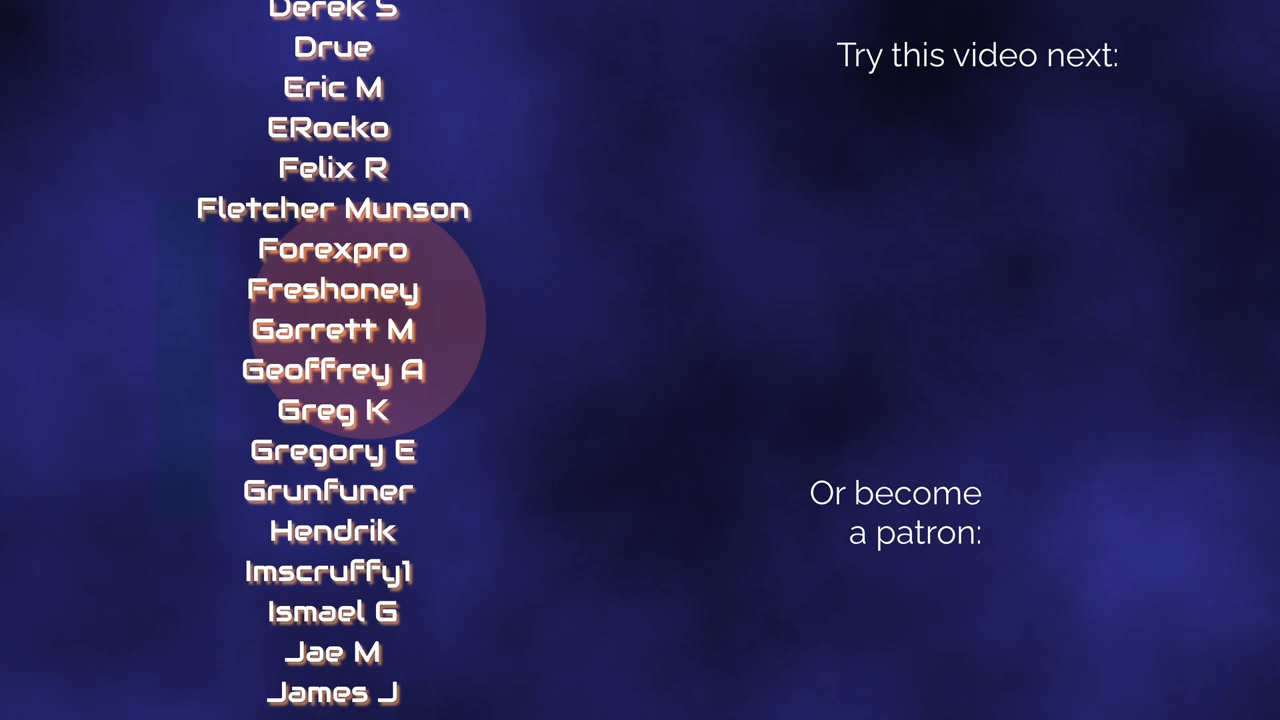 Derek S
Drue
Eric M
ERocko
Felix R
Fletcher Munson
Forexpro
Freshoney
Garrett M
Geoffrey A
Greg K
Gregory E
Grunfuner
Hendrik
Imscruffy1
Ismael G
Jae M
James J
Try this video next:
Or become
a patron: